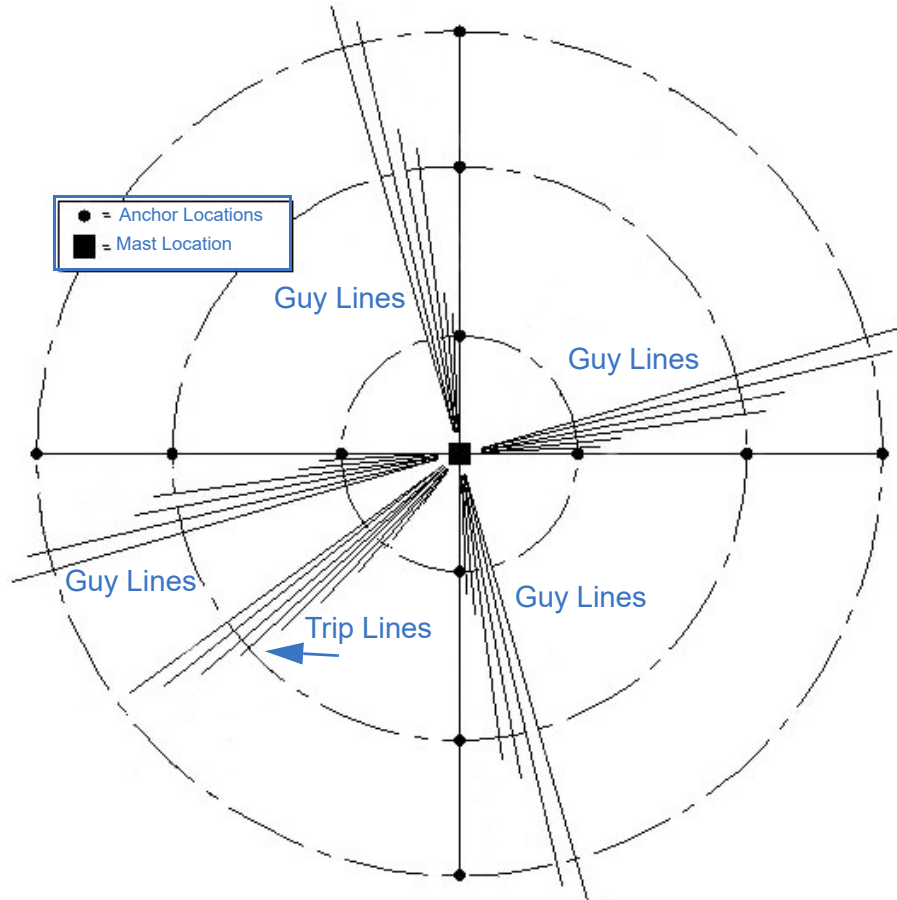 = Anchor Locations
= Mast Location
Guy Lines
Guy Lines
Guy Lines
Guy Lines
Trip Lines